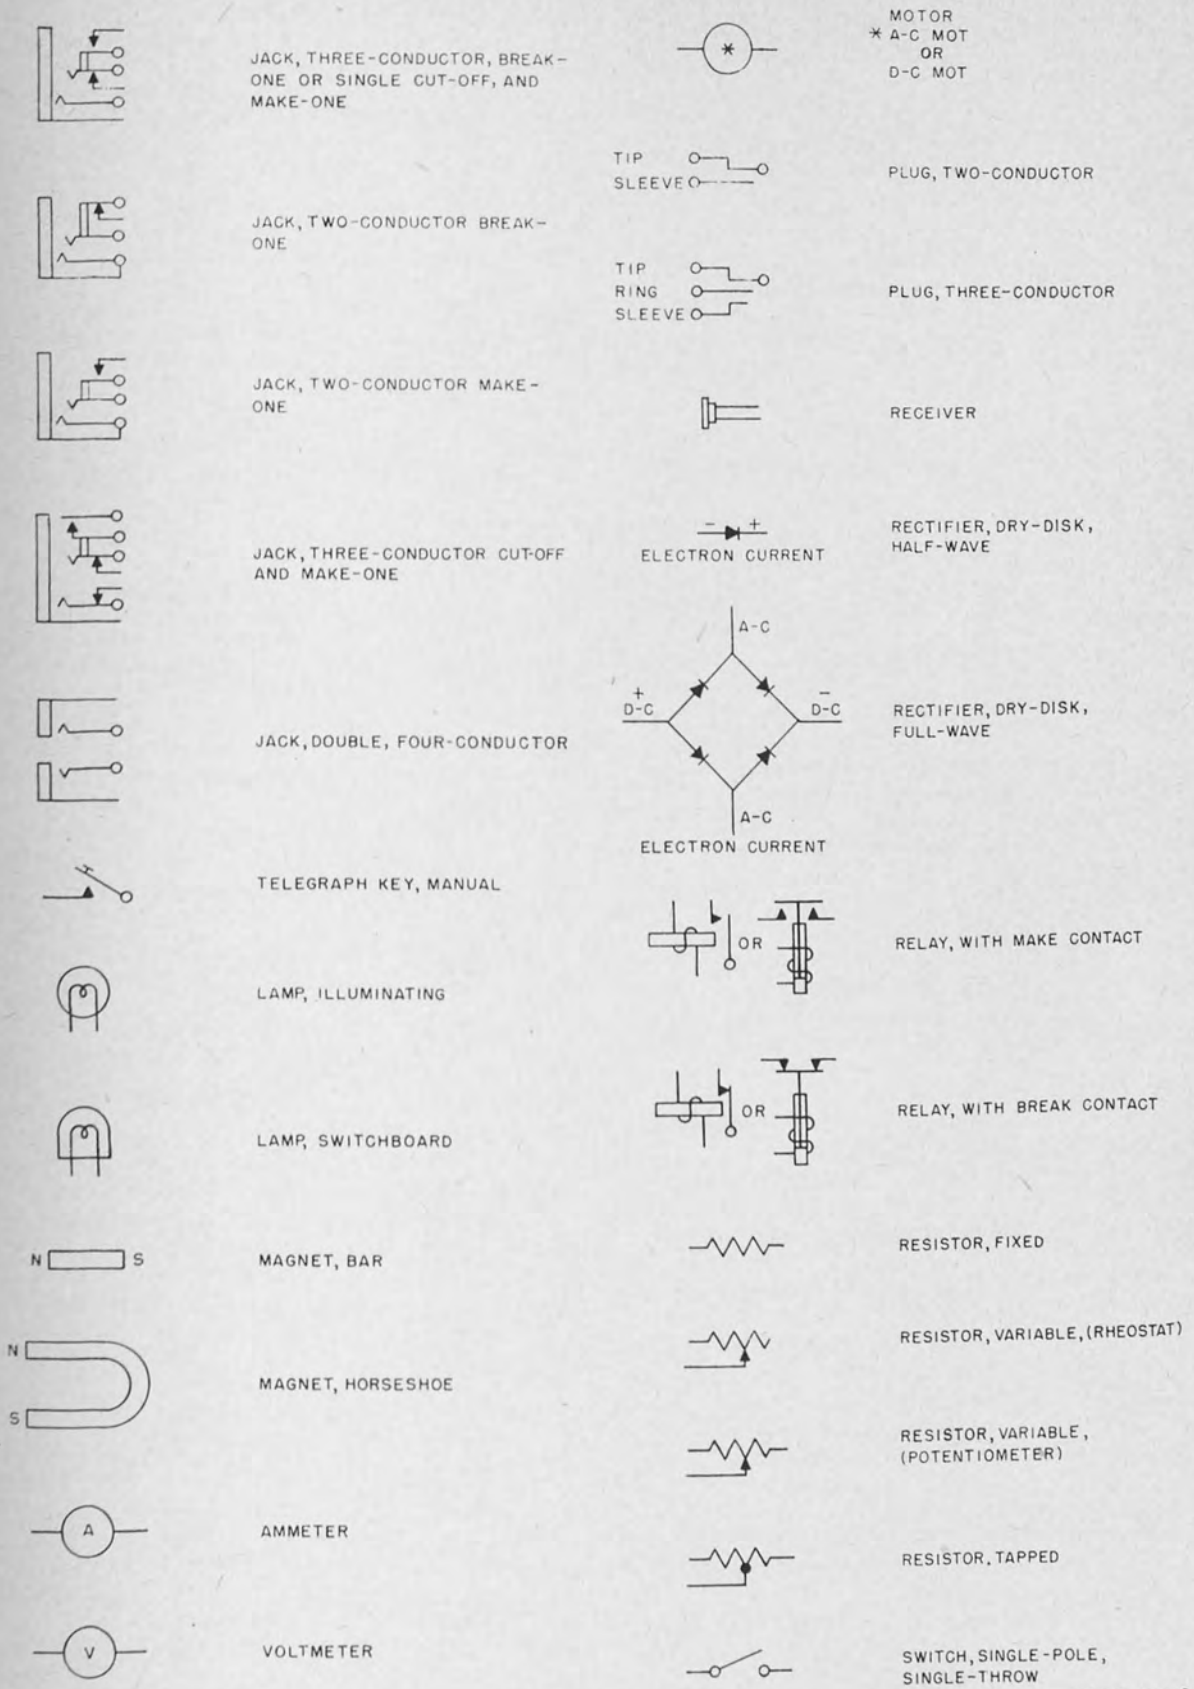 JACK, THREE-CONDUCTOR, BREAK-
ONE OR SINGLE CUT-OFF, AND
MAKE-ONE
JACK, TWO-CONDUCTOR BREAK-
ONE
JACK, TWO-CONDUCTOR MAKE-
ONE
JACK, THREE-CONDUCTOR CUT-OFF
AND MAKE-ONE
JACK, DOUBLE, FOUR-CONDUCTOR
TELEGRAPH KEY, MANUAL
LAMP, ILLUMINATING
LAMP, SWITCHBOARD
N S
MAGNET, BAR
N
S
MAGNET, HORSESHOE
A
AMMETER
V
VOLTMETER
*
MOTOR
* A-C MOT
OR
D-C MOT
TIP
SLEEVE
PLUG, TWO-CONDUCTOR
TIP
RING
SLEEVE
PLUG, THREE-CONDUCTOR
RECEIVER
- +
ELECTRON CURRENT
RECTIFIER, DRY-DISK,
HALF-WAVE
A-C
+ -
D-C D-C
A-C
ELECTRON CURRENT
RECTIFIER, DRY-DISK,
FULL-WAVE
OR
RELAY, WITH MAKE CONTACT
OR
RELAY, WITH BREAK CONTACT
RESISTOR, FIXED
RESISTOR, VARIABLE, (RHEOSTAT)
RESISTOR, VARIABLE,
(POTENTIOMETER)
RESISTOR, TAPPED
SWITCH, SINGLE-POLE,
SINGLE-THROW